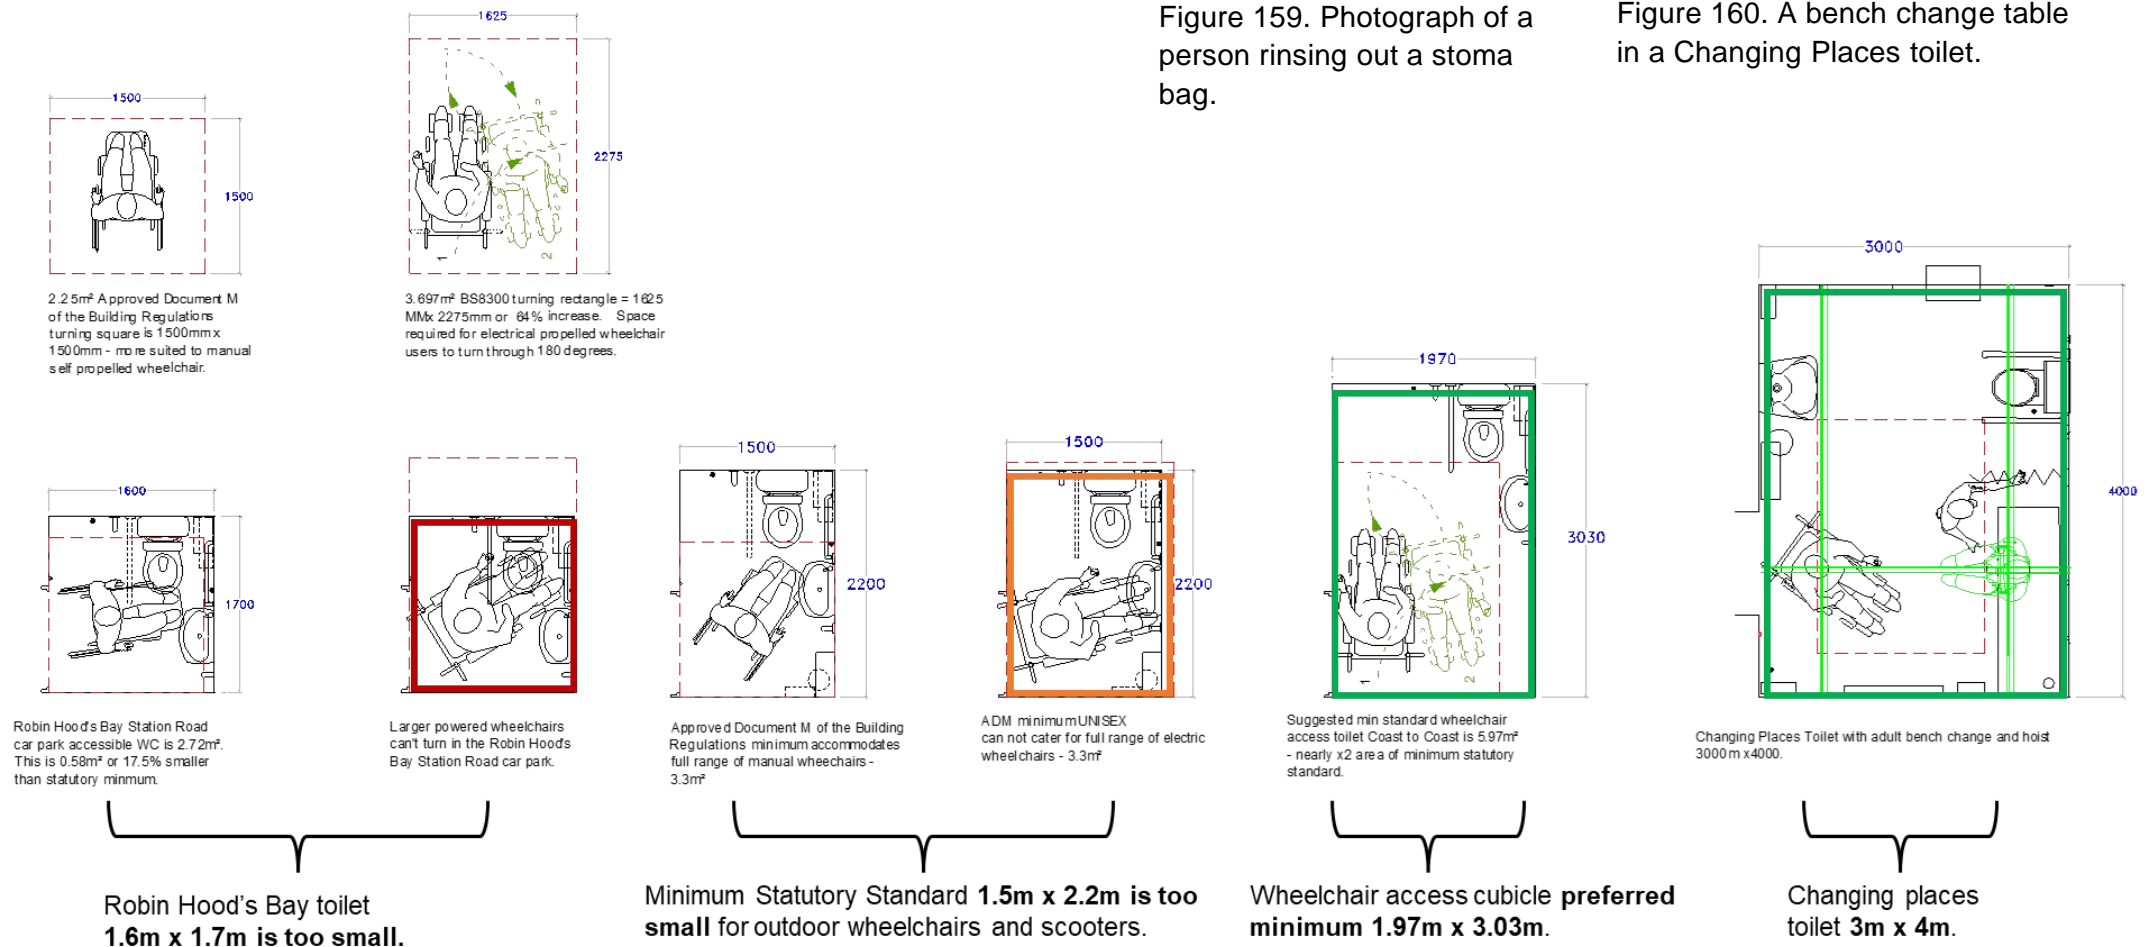 Figure 159. Photograph of a
person rinsing out a stoma
bag.
Figure 160. A bench change table
in a Changing Places toilet.
1500
1500
2.25m² Approved Document M
of the Building Regulations
turning square is 1500mm x
1500mm - more suited to manual
self propelled wheelchair.
1625
2275
1
2
3.697m² BS8300 turning rectangle = 1625
MMx 2275mm or 64% increase. Space
required for electrical propelled wheelchair
users to turn through 180 degrees.
1600
1700
Robin Hood's Bay Station Road
car park accessible WC is 2.72m².
This is 0.58m² or 17.5% smaller
than statutory minmum.
Larger powered wheelchairs
can't turn in the Robin Hood's
Bay Station Road car park.
1500
2200
Approved Document M of the Building
Regulations minimum accommodates
full range of manual wheechairs -
3.3m²
1500
2200
ADM minimum UNISEX
can not cater for full range of electric
wheelchairs - 3.3m²
1970
3030
1
2
Suggested min standard wheelchair
access toilet Coast to Coast is 5.97m²
- nearly x2 area of minimum statutory
standard.
3000
4000
Changing Places Toilet with adult bench change and hoist
3000m x4000.
Robin Hood's Bay toilet
1.6m x 1.7m is too small.
Minimum Statutory Standard 1.5m x 2.2m is too
small for outdoor wheelchairs and scooters.
Wheelchair access cubicle preferred
minimum 1.97m x 3.03m.
Changing places
toilet 3m x 4m.